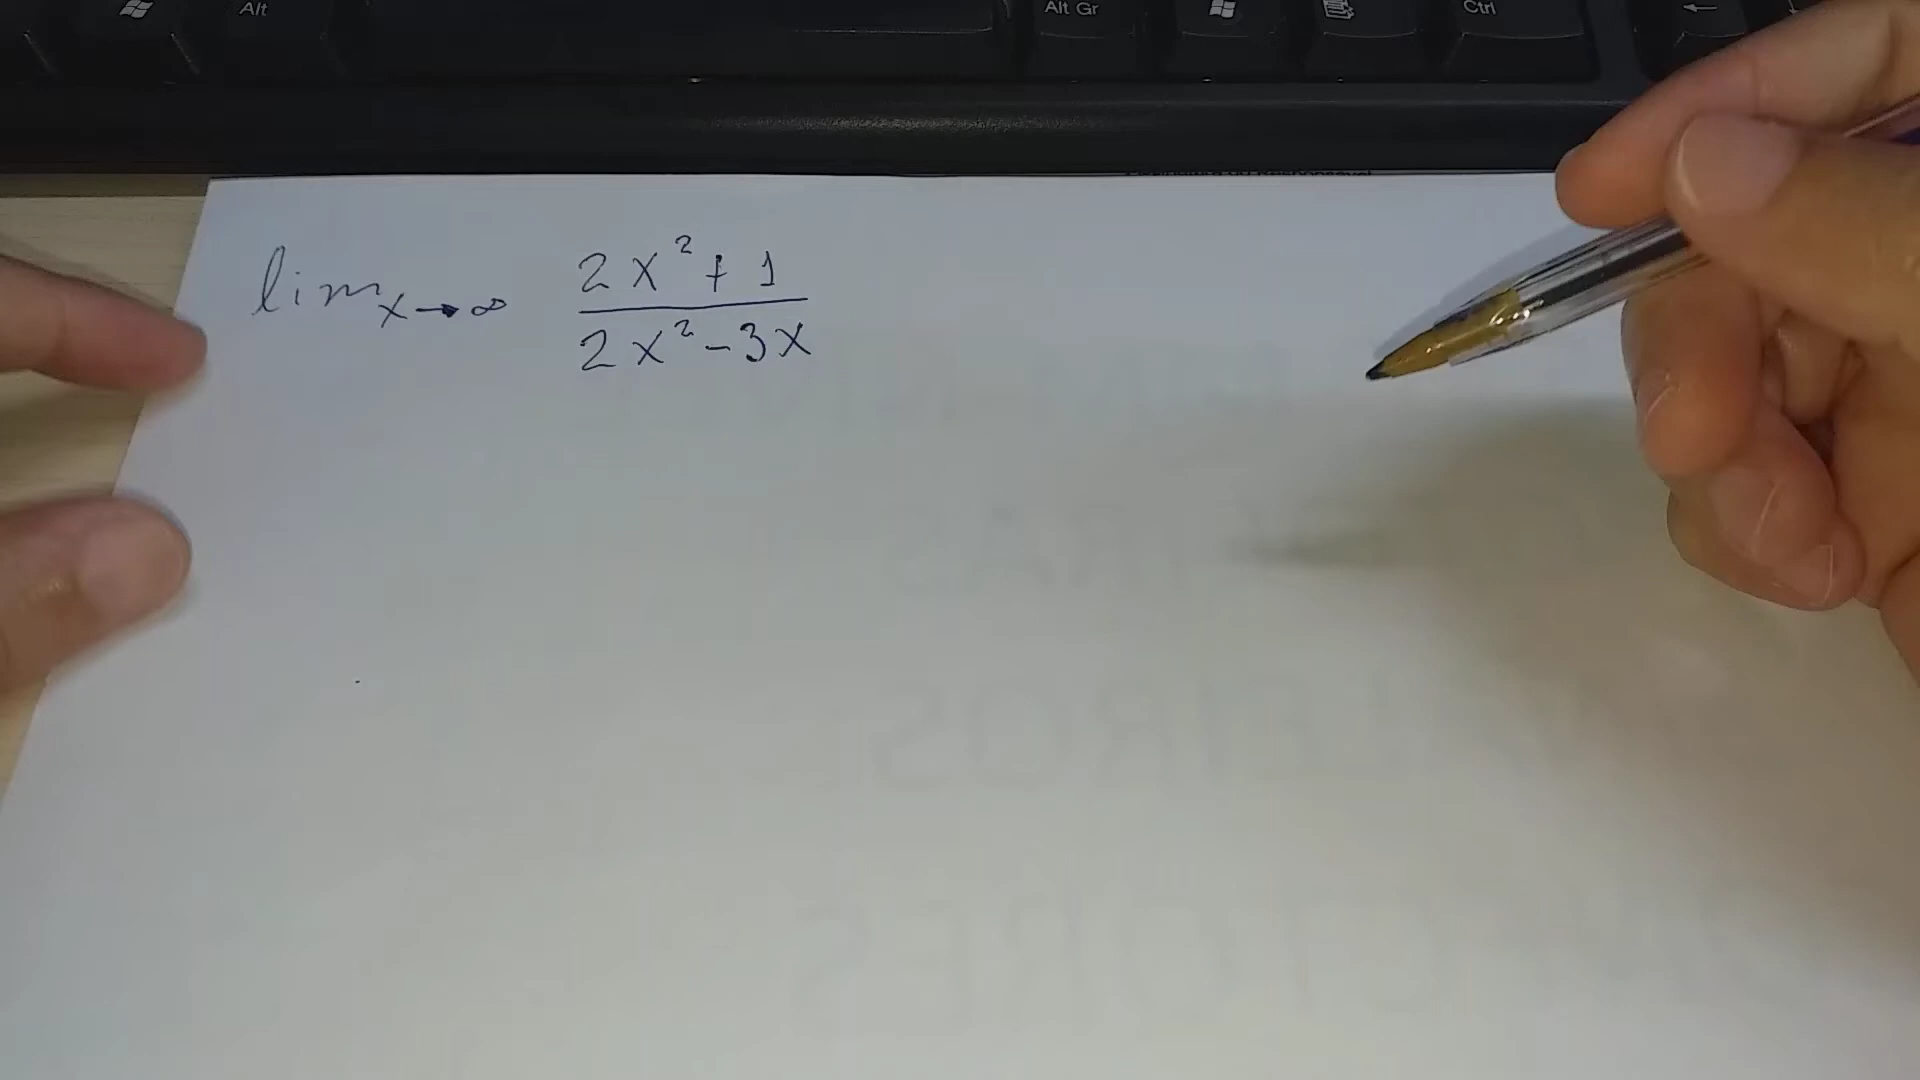 Alt Alt Gr Ctrl
lim x→∞ 2x²+1
2x²-3x